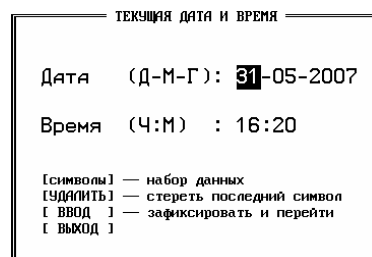 ТЕКУЩАЯ ДАТА И ВРЕМЯ
Дата (Д-М-Г): 31-05-2007
Время (Ч:М) : 16:20
[символы] — набор данных
[УДАЛИТЬ] — стереть последний символ
[ ВВОД ] — зафиксировать и перейти
[ ВЫХОД ]